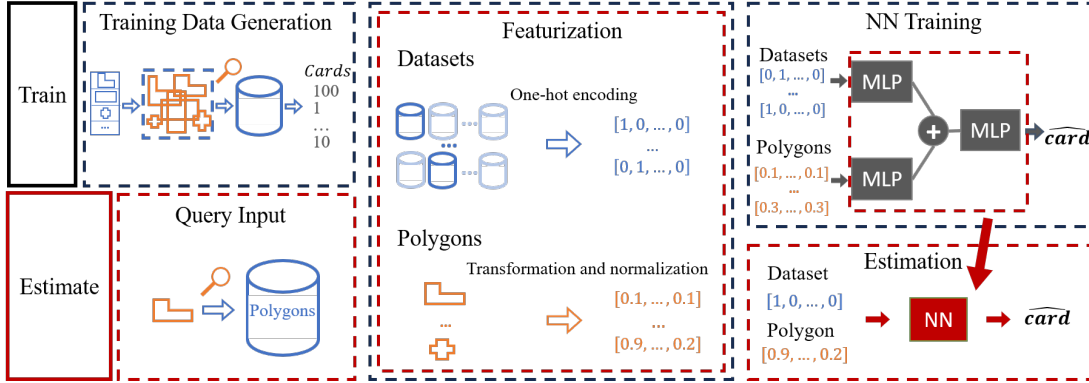 Train
Training Data Generation
Cards
100
1
...
10
...
Estimate
Query Input
Polygons
Featurization
Datasets
One-hot encoding
...
...
...
[1, 0, ..., 0]
...
[0, 1, ..., 0]
Polygons
Transformation and normalization
...
[0.1, ..., 0.1]
...
[0.9, ..., 0.2]
NN Training
Datasets
[0, 1, ..., 0]
...
[1, 0, ..., 0]
MLP
Polygons
[0.1, ..., 0.1]
...
[0.3, ..., 0.3]
MLP
+
MLP
\widehat{card}
Estimation
Dataset
[1, 0, ..., 0]
Polygon
[0.9, ..., 0.2]
NN
\widehat{card}